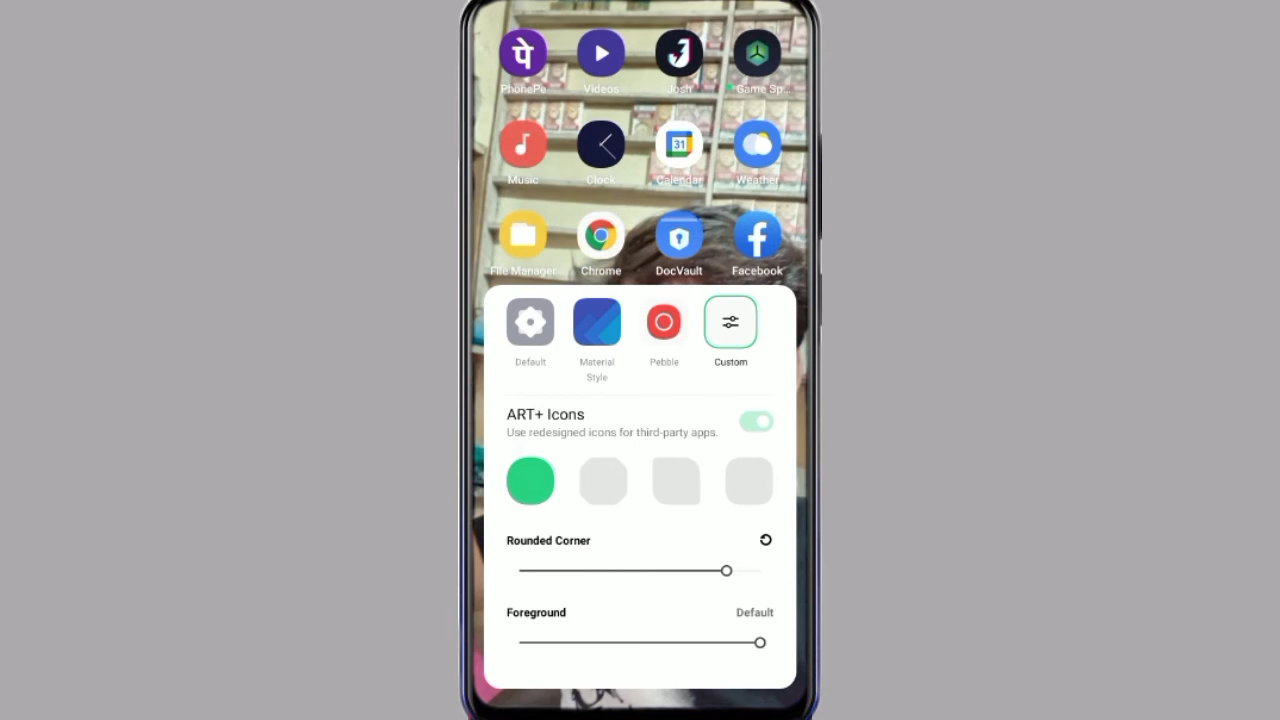 पे
PhonePe
Videos
Josh
Game Sp...
Music
Clock
31
Calendar
Weather
File Manager
Chrome
DocVault
Facebook
Default
Material
Style
Pebble
Custom
ART+ Icons
Use redesigned icons for third-party apps.
Rounded Corner
Foreground
Default